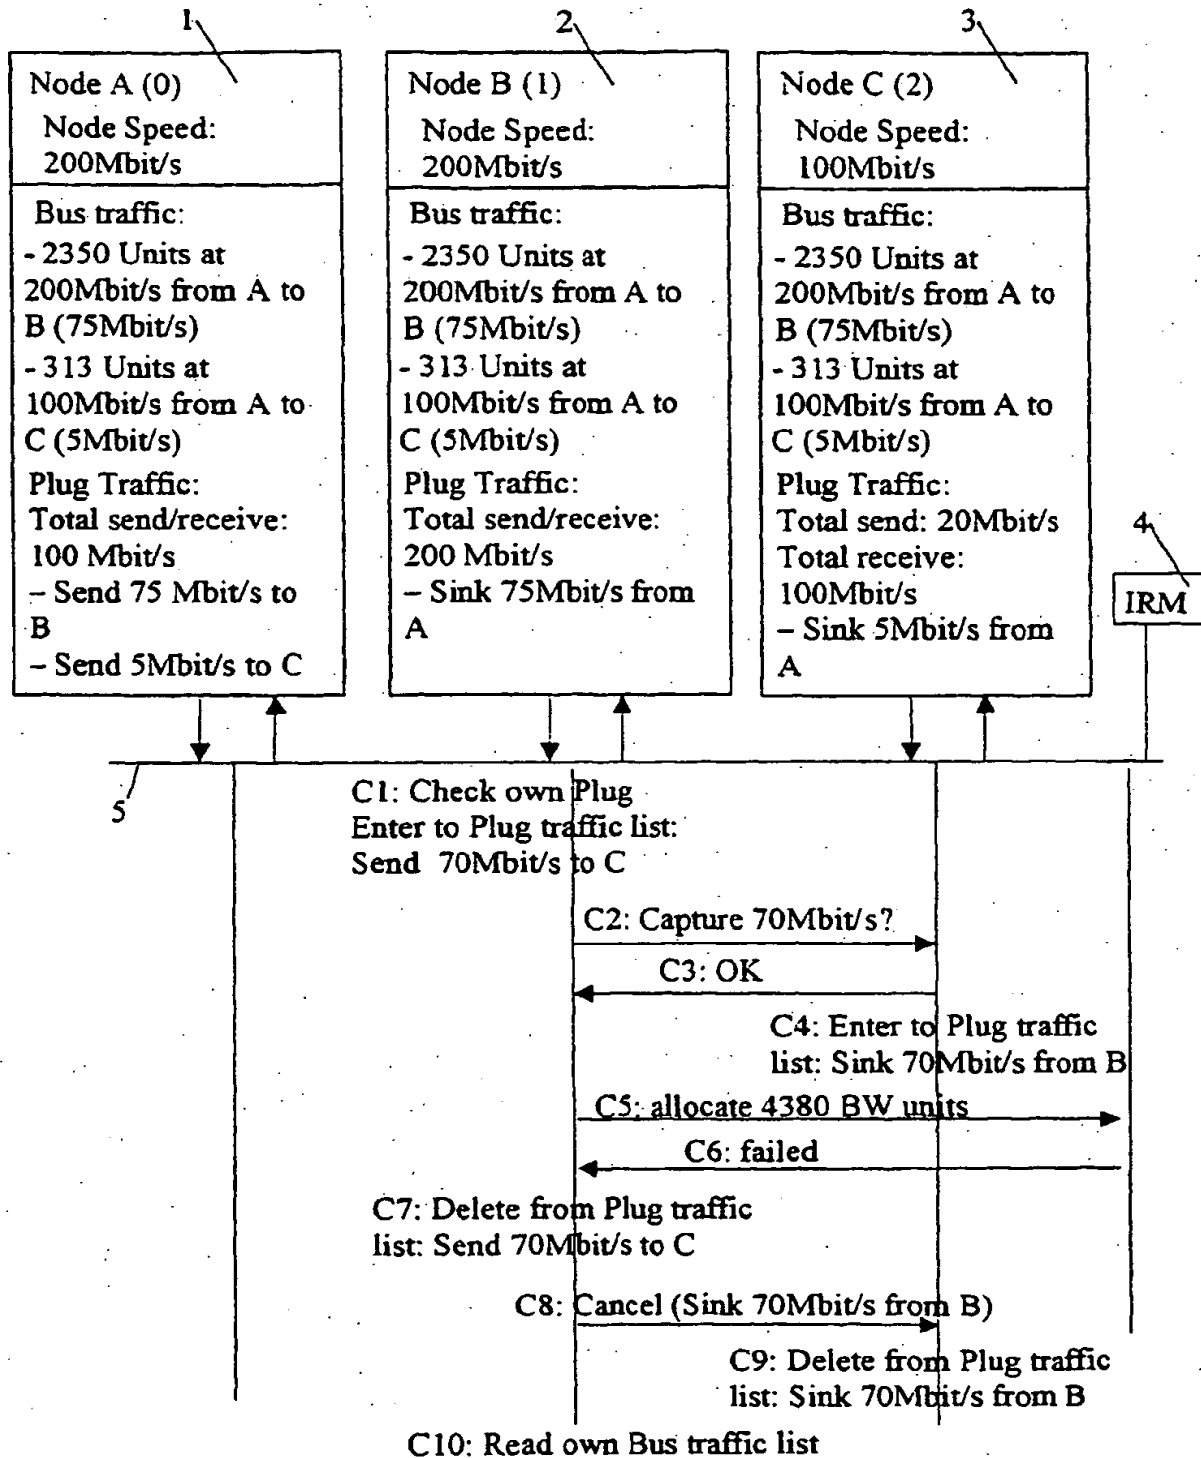 1
2
3
Node A (0)
Node Speed:
200Mbit/s
Bus traffic:
- 2350 Units at
200Mbit/s from A to
B (75Mbit/s)
- 313 Units at
100Mbit/s from A to
C (5Mbit/s)
Plug Traffic:
Total send/receive:
100 Mbit/s
– Send 75 Mbit/s to
B
– Send 5Mbit/s to C
Node B (1)
Node Speed:
200Mbit/s
Bus traffic:
- 2350 Units at
200Mbit/s from A to
B (75Mbit/s)
- 313 Units at
100Mbit/s from A to
C (5Mbit/s)
Plug Traffic:
Total send/receive:
200 Mbit/s
– Sink 75Mbit/s from
A
Node C (2)
Node Speed:
100Mbit/s
Bus traffic:
- 2350 Units at
200Mbit/s from A to
B (75Mbit/s)
- 313 Units at
100Mbit/s from A to
C (5Mbit/s)
Plug Traffic:
Total send: 20Mbit/s
Total receive:
100Mbit/s
– Sink 5Mbit/s from
A
4
IRM
5
C1: Check own Plug
Enter to Plug traffic list:
Send 70Mbit/s to C
C2: Capture 70Mbit/s?
C3: OK
C4: Enter to Plug traffic
list: Sink 70Mbit/s from B
C5: allocate 4380 BW units
C6: failed
C7: Delete from Plug traffic
list: Send 70Mbit/s to C
C8: Cancel (Sink 70Mbit/s from B)
C9: Delete from Plug traffic
list: Sink 70Mbit/s from B
C10: Read own Bus traffic list